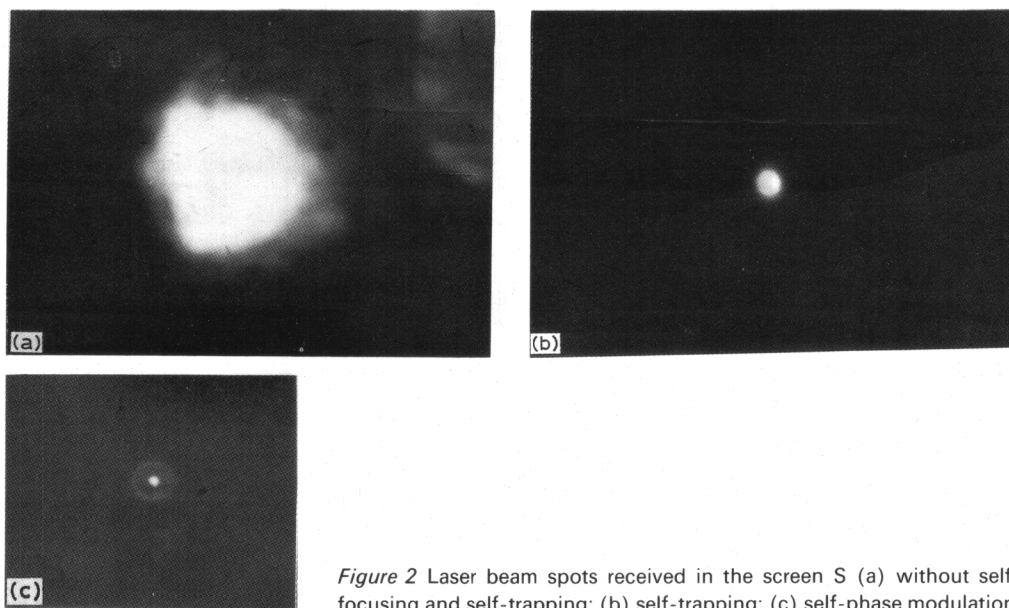 (a)
(b)
(c)
Figure 2 Laser beam spots received in the screen S (a) without self
focusing and self-trapping; (b) self-trapping; (c) self-phase modulation